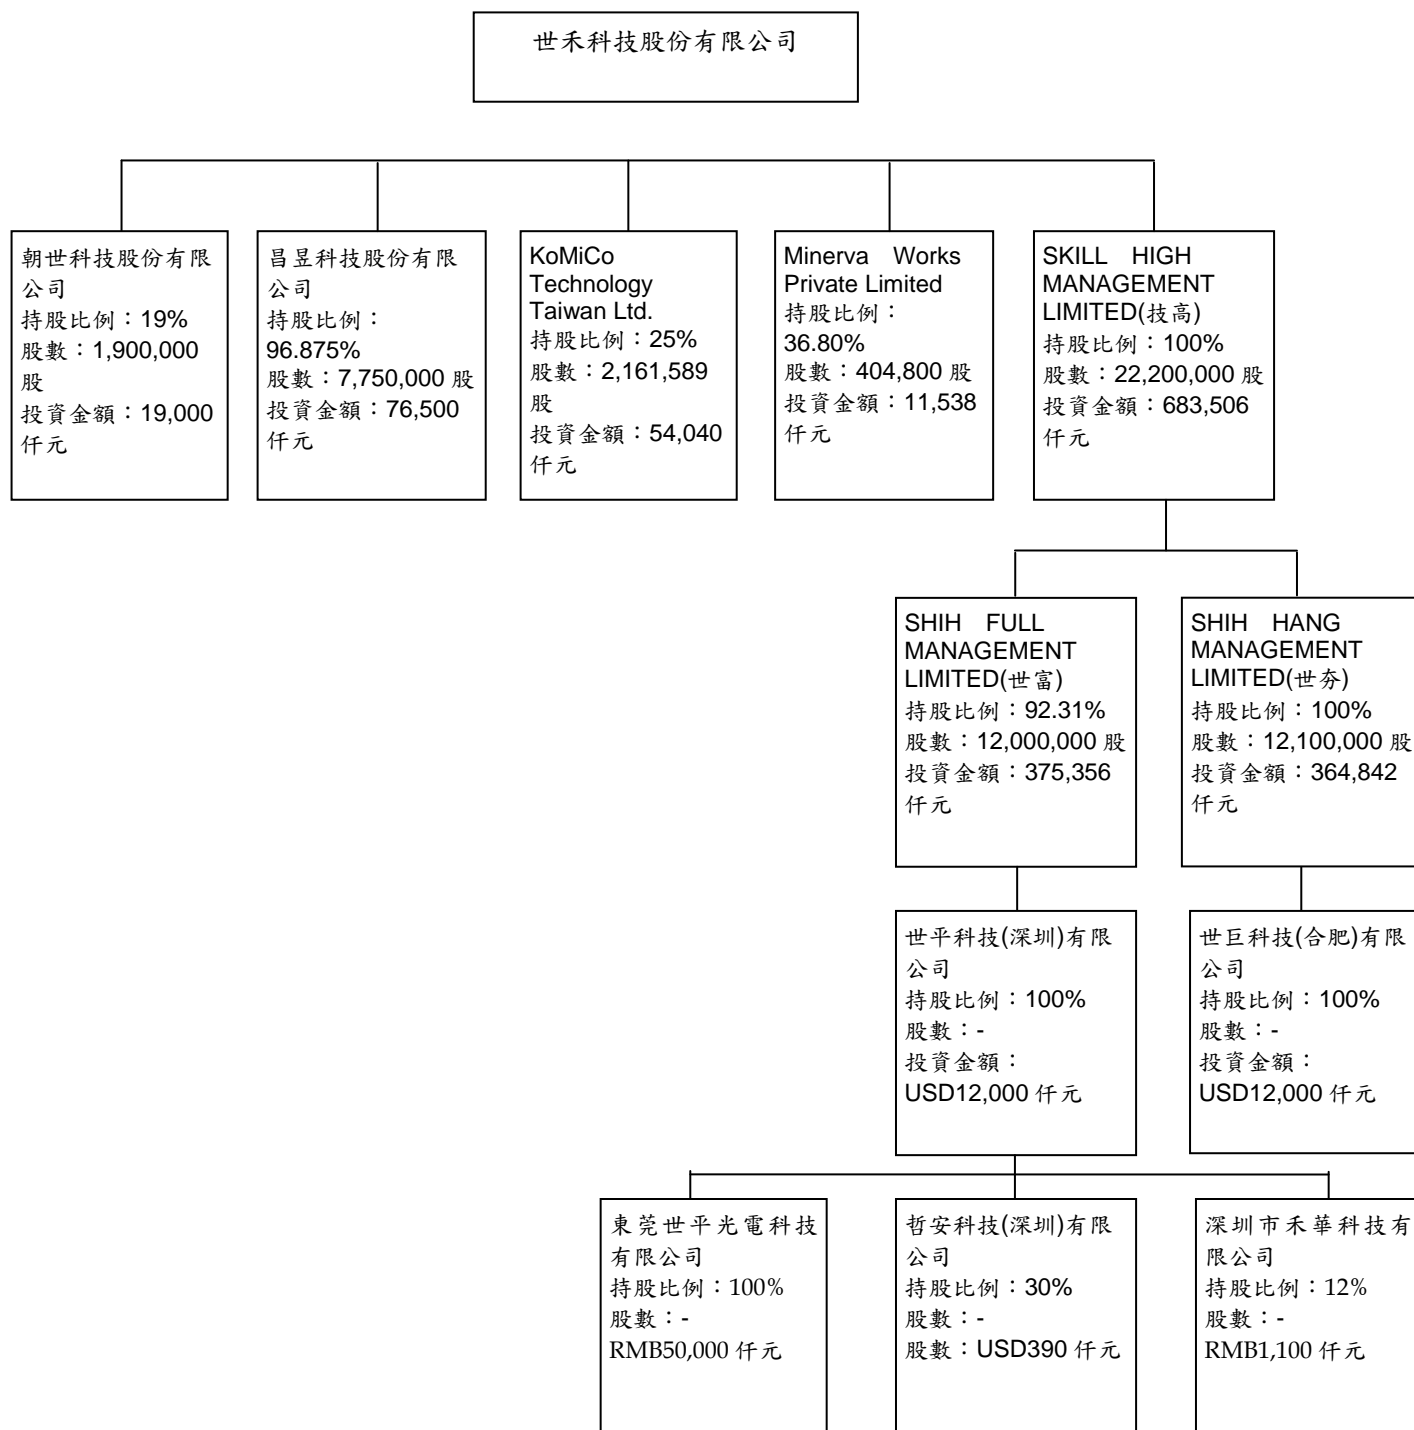 世禾科技股份有限公司
朝世科技股份有限
公司
持股比例：19%
股數：1,900,000
股
投資金額：19,000
仟元
昌昱科技股份有限
公司
持股比例：
96.875%
股數：7,750,000 股
投資金額：76,500
仟元
KoMiCo
Technology
Taiwan Ltd.
持股比例：25%
股數：2,161,589
股
投資金額：54,040
仟元
Minerva Works
Private Limited
持股比例：
36.80%
股數：404,800 股
投資金額：11,538
仟元
SKILL HIGH
MANAGEMENT
LIMITED(技高)
持股比例：100%
股數：22,200,000 股
投資金額：683,506
仟元
SHIH FULL
MANAGEMENT
LIMITED(世富)
持股比例：92.31%
股數：12,000,000 股
投資金額：375,356
仟元
SHIH HANG
MANAGEMENT
LIMITED(世夯)
持股比例：100%
股數：12,100,000 股
投資金額：364,842
仟元
世平科技(深圳)有限
公司
持股比例：100%
股數：-
投資金額：
USD12,000 仟元
世巨科技(合肥)有限
公司
持股比例：100%
股數：-
投資金額：
USD12,000 仟元
東莞世平光電科技
有限公司
持股比例：100%
股數：-
RMB50,000 仟元
哲安科技(深圳)有限
公司
持股比例：30%
股數：-
股數：USD390 仟元
深圳市禾華科技有
限公司
持股比例：12%
股數：-
RMB1,100 仟元